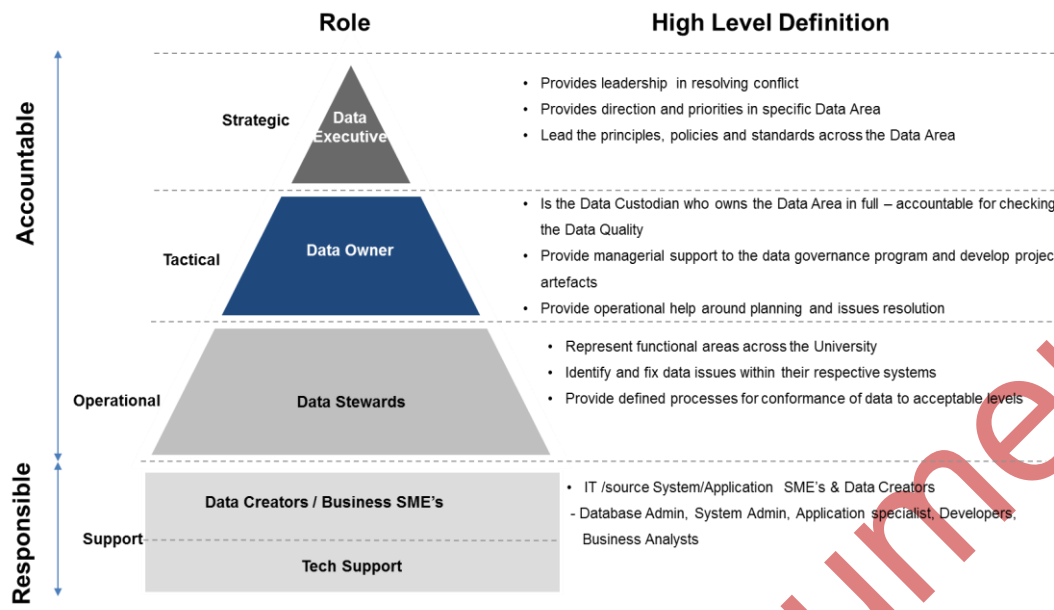 Role
High Level Definition
Accountable
Strategic
Data
Executive
• Provides leadership in resolving conflict
• Provides direction and priorities in specific Data Area
• Lead the principles, policies and standards across the Data Area
Tactical
Data Owner
• Is the Data Custodian who owns the Data Area in full – accountable for checking
the Data Quality
• Provide managerial support to the data governance program and develop project
artefacts
• Provide operational help around planning and issues resolution
Operational
Data Stewards
• Represent functional areas across the University
• Identify and fix data issues within their respective systems
• Provide defined processes for conformance of data to acceptable levels
Responsible
Support
Data Creators / Business SME’s
Tech Support
• IT /source System/Application SME’s & Data Creators
- Database Admin, System Admin, Application specialist, Developers,
Business Analysts